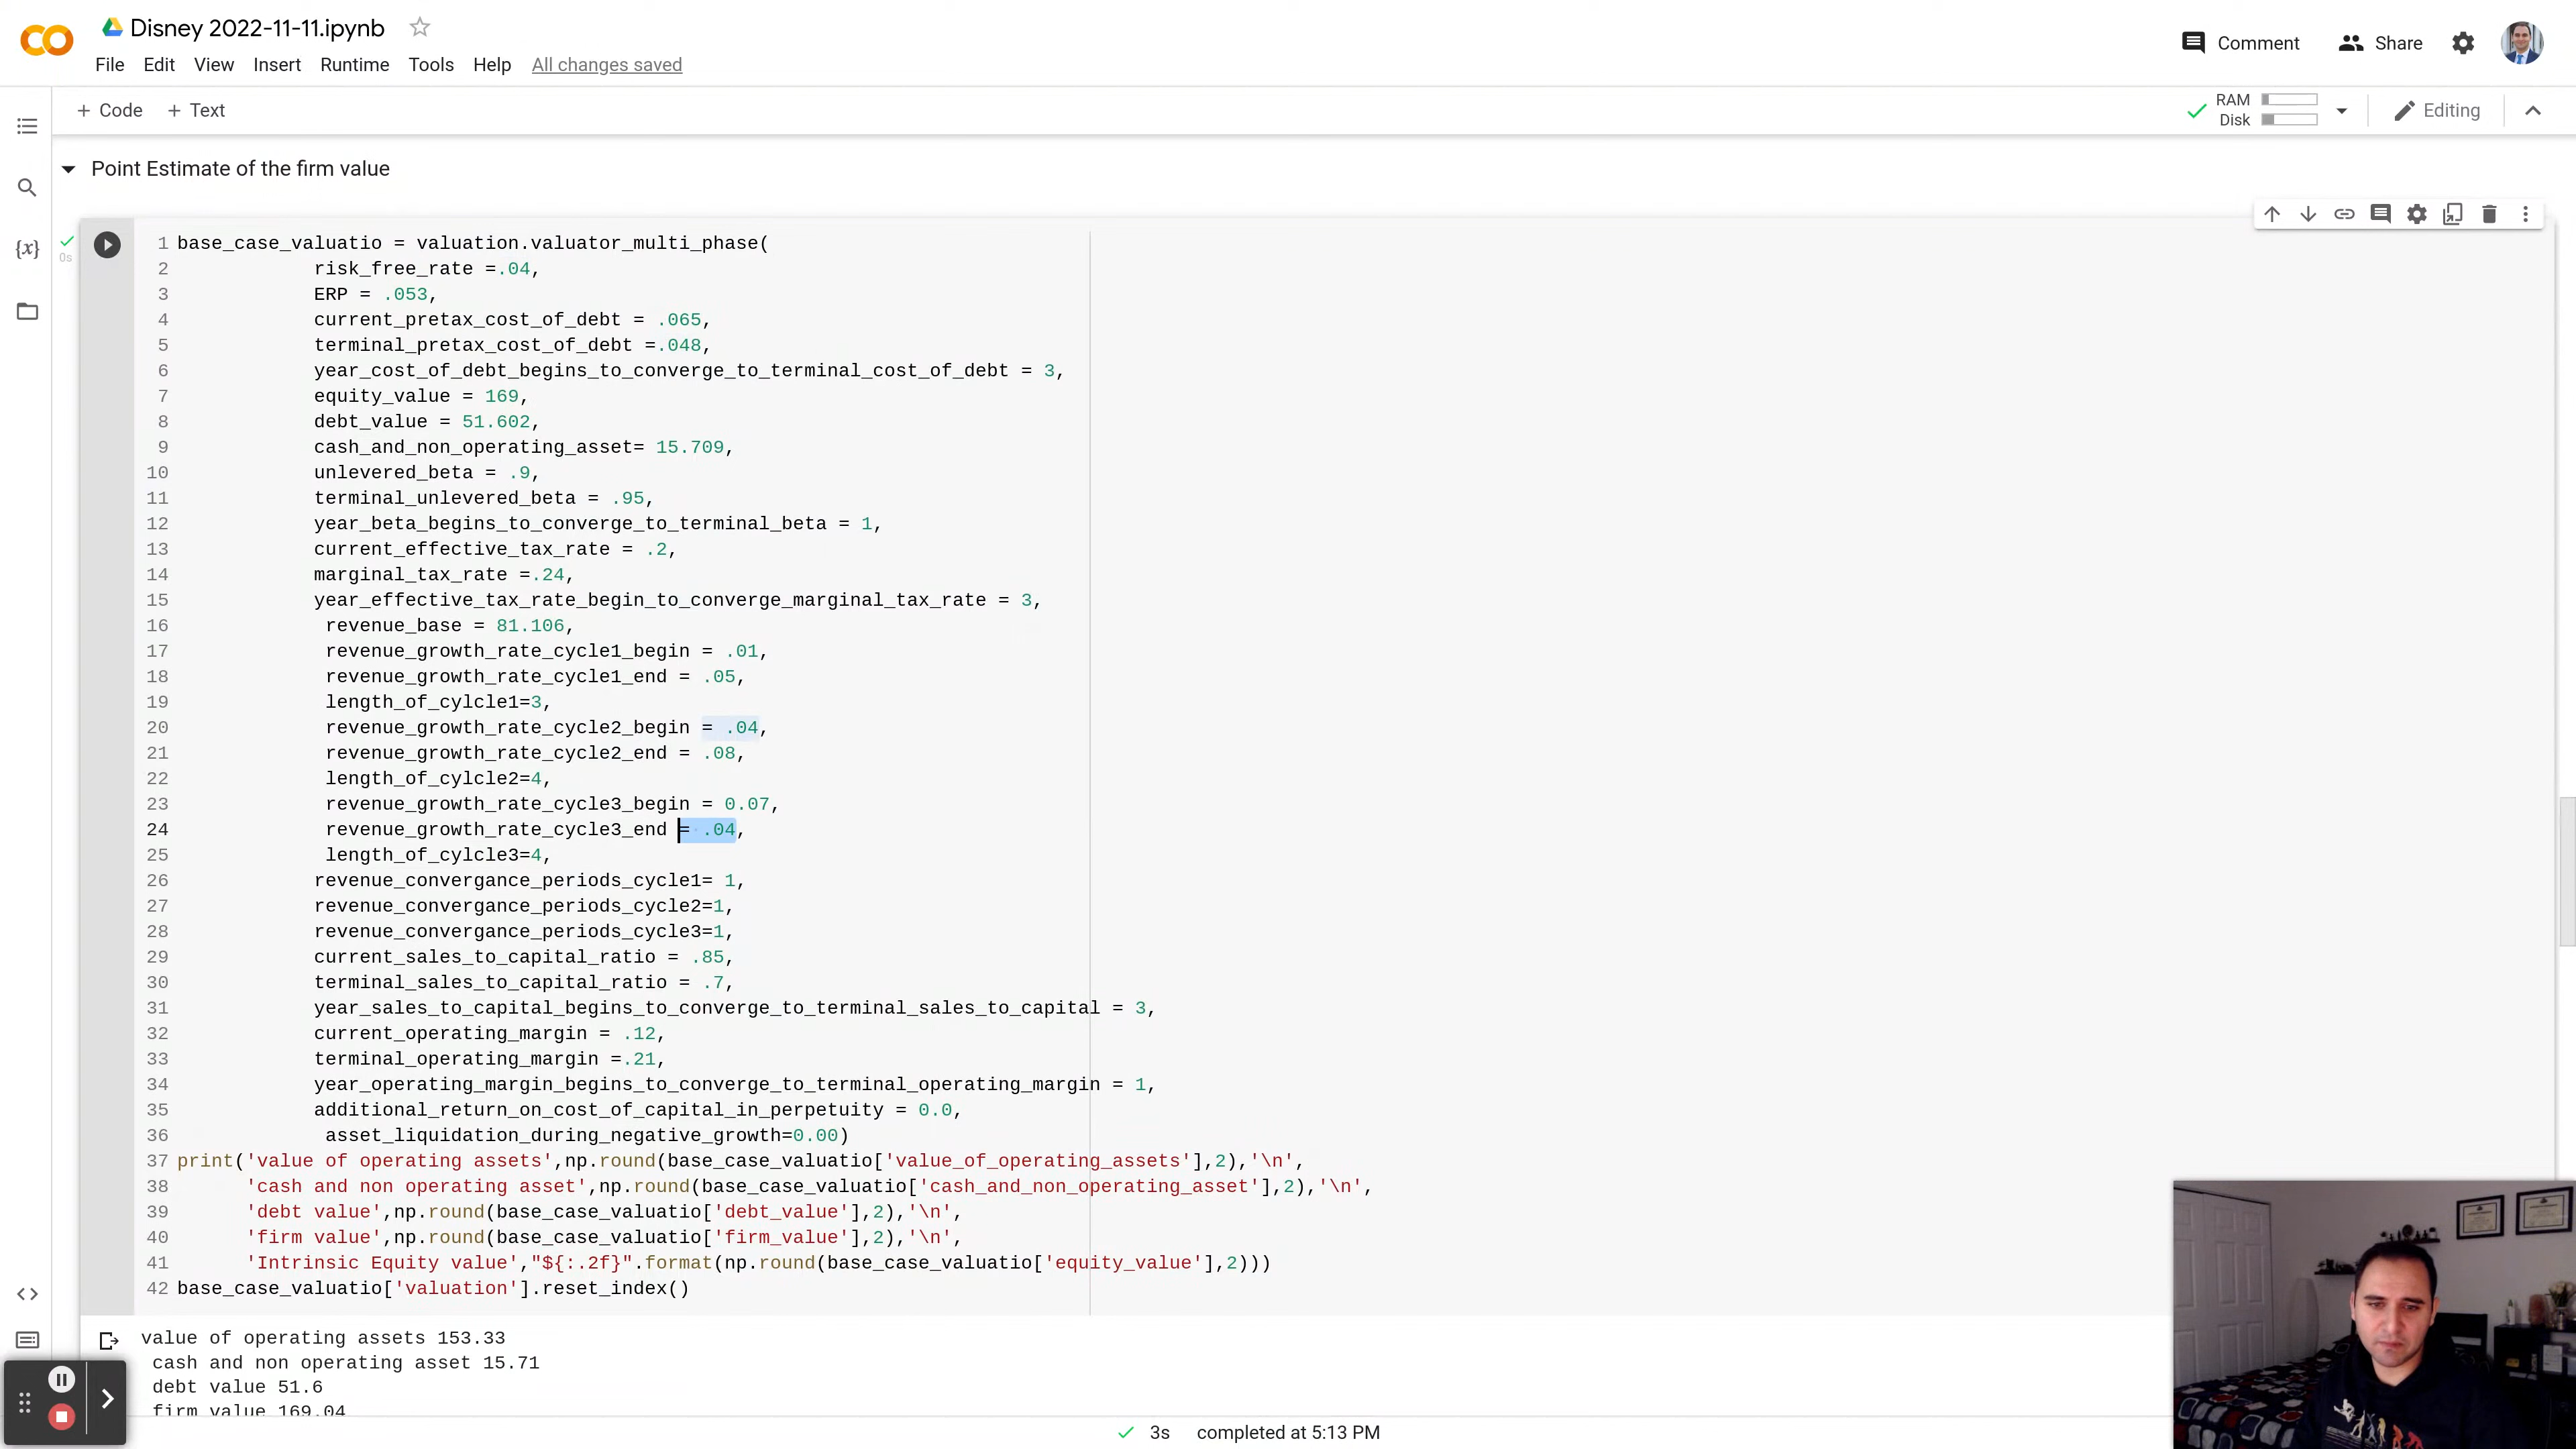 Disney 2022-11-11.ipynb
File Edit View Insert Runtime Tools Help All changes saved
Comment Share
+ Code + Text
RAM
Disk
Editing
Point Estimate of the firm value
{x}
0s
1 base_case_valuatio = valuation.valuator_multi_phase(
2 risk_free_rate =.04,
3 ERP = .053,
4 current_pretax_cost_of_debt = .065,
5 terminal_pretax_cost_of_debt =.048,
6 year_cost_of_debt_begins_to_converge_to_terminal_cost_of_debt = 3,
7 equity_value = 169,
8 debt_value = 51.602,
9 cash_and_non_operating_asset= 15.709,
10 unlevered_beta = .9,
11 terminal_unlevered_beta = .95,
12 year_beta_begins_to_converge_to_terminal_beta = 1,
13 current_effective_tax_rate = .2,
14 marginal_tax_rate =.24,
15 year_effective_tax_rate_begin_to_converge_marginal_tax_rate = 3,
16 revenue_base = 81.106,
17 revenue_growth_rate_cycle1_begin = .01,
18 revenue_growth_rate_cycle1_end = .05,
19 length_of_cylcle1=3,
20 revenue_growth_rate_cycle2_begin = .04,
21 revenue_growth_rate_cycle2_end = .08,
22 length_of_cylcle2=4,
23 revenue_growth_rate_cycle3_begin = 0.07,
24 revenue_growth_rate_cycle3_end = .04,
25 length_of_cylcle3=4,
26 revenue_convergance_periods_cycle1= 1,
27 revenue_convergance_periods_cycle2=1,
28 revenue_convergance_periods_cycle3=1,
29 current_sales_to_capital_ratio = .85,
30 terminal_sales_to_capital_ratio = .7,
31 year_sales_to_capital_begins_to_converge_to_terminal_sales_to_capital = 3,
32 current_operating_margin = .12,
33 terminal_operating_margin =.21,
34 year_operating_margin_begins_to_converge_to_terminal_operating_margin = 1,
35 additional_return_on_cost_of_capital_in_perpetuity = 0.0,
36 asset_liquidation_during_negative_growth=0.00)
37 print('value of operating assets',np.round(base_case_valuatio['value_of_operating_assets'],2),'\n',
38 'cash and non operating asset',np.round(base_case_valuatio['cash_and_non_operating_asset'],2),'\n',
39 'debt value',np.round(base_case_valuatio['debt_value'],2),'\n',
40 'firm value',np.round(base_case_valuatio['firm_value'],2),'\n',
41 'Intrinsic Equity value',"${:.2f}".format(np.round(base_case_valuatio['equity_value'],2)))
42 base_case_valuatio['valuation'].reset_index()
value of operating assets 153.33
cash and non operating asset 15.71
debt value 51.6
firm value 169.04
3s completed at 5:13 PM